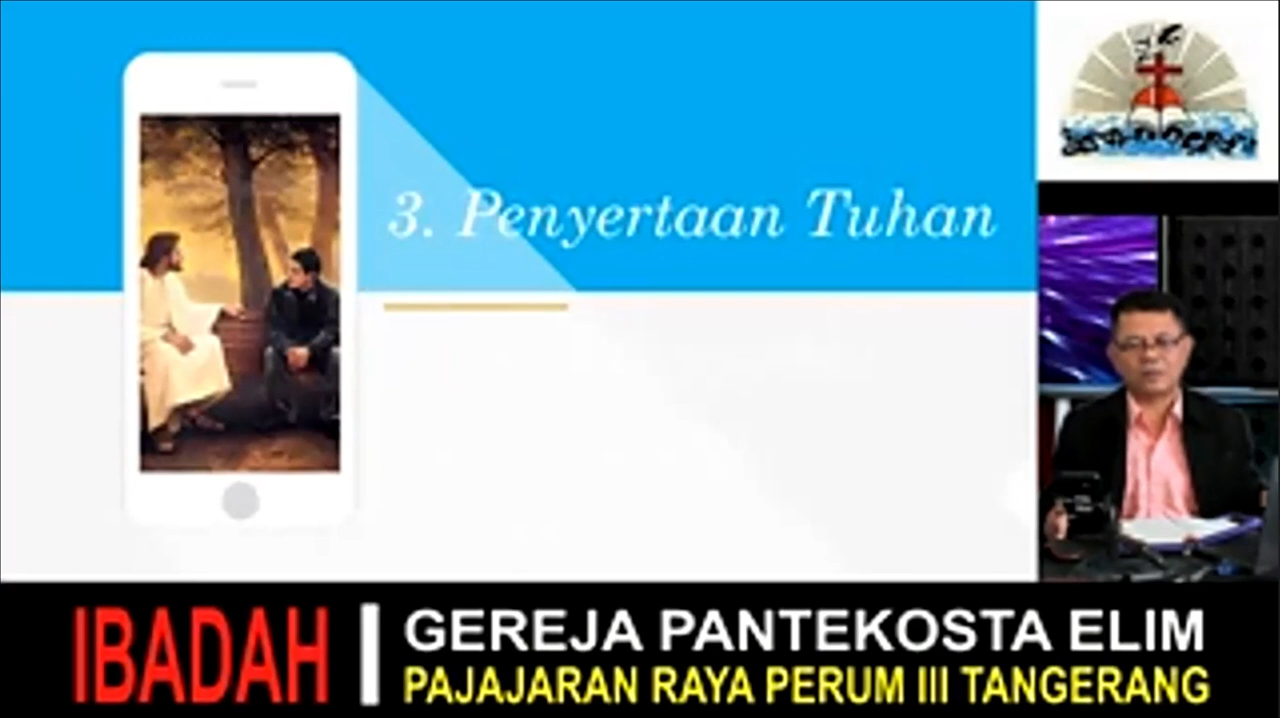 3. Penyertaan Tuhan
IBADAH
GEREJA PANTEKOSTA ELIM
PAJAJARAN RAYA PERUM III TANGERANG